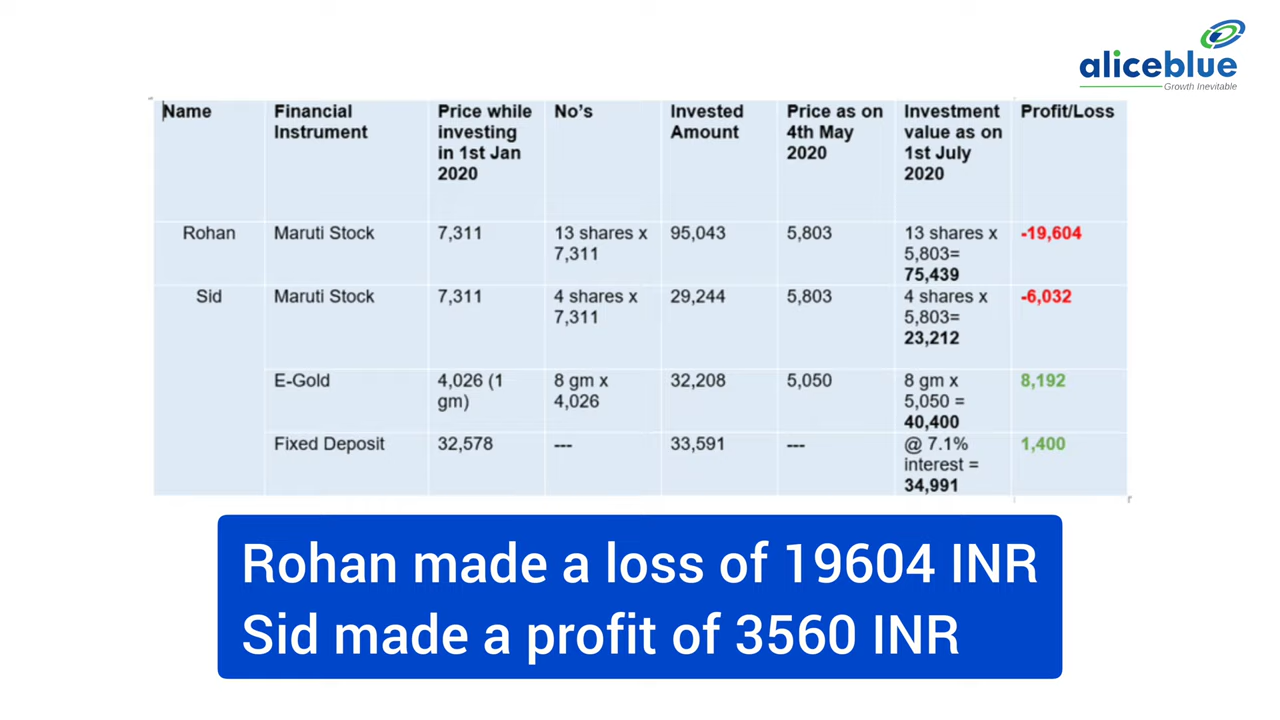 aliceblue
Growth Inevitable
Name Financial Instrument Price while investing in 1st Jan 2020 No's Invested Amount Price as on 4th May 2020 Investment value as on 1st July 2020 Profit/Loss
Rohan Maruti Stock 7,311 13 shares x 7,311 95,043 5,803 13 shares x 5,803= 75,439 -19,604
Sid Maruti Stock 7,311 4 shares x 7,311 29,244 5,803 4 shares x 5,803= 23,212 -6,032
E-Gold 4,026 (1 gm) 8 gm x 4,026 32,208 5,050 8 gm x 5,050 = 40,400 8,192
Fixed Deposit 32,578 --- 33,591 --- @ 7.1% interest = 34,991 1,400
Rohan made a loss of 19604 INR
Sid made a profit of 3560 INR